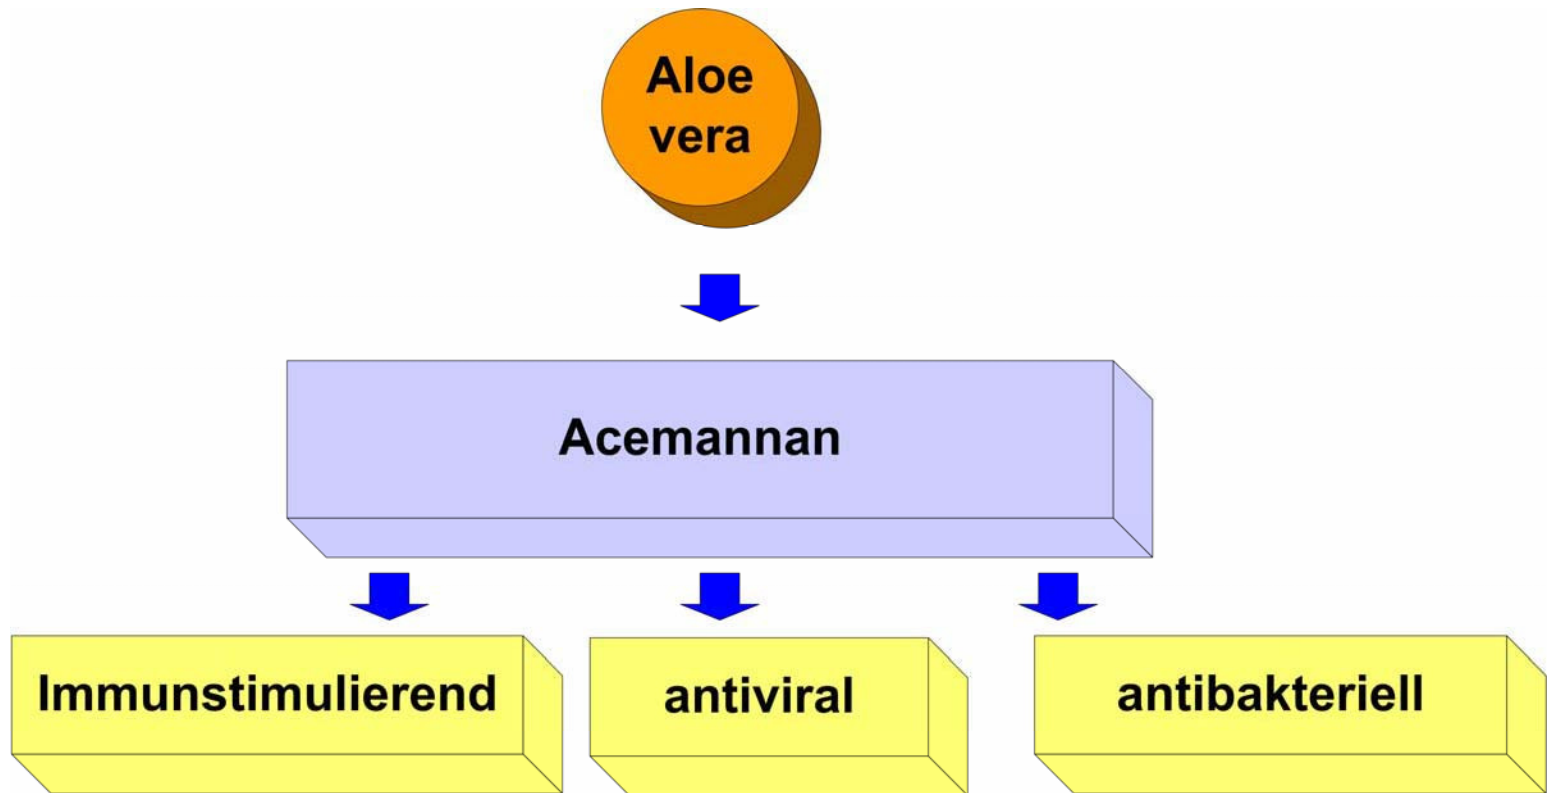 Aloe
vera
Acemannan
Immunstimulierend
antiviral
antibakteriell